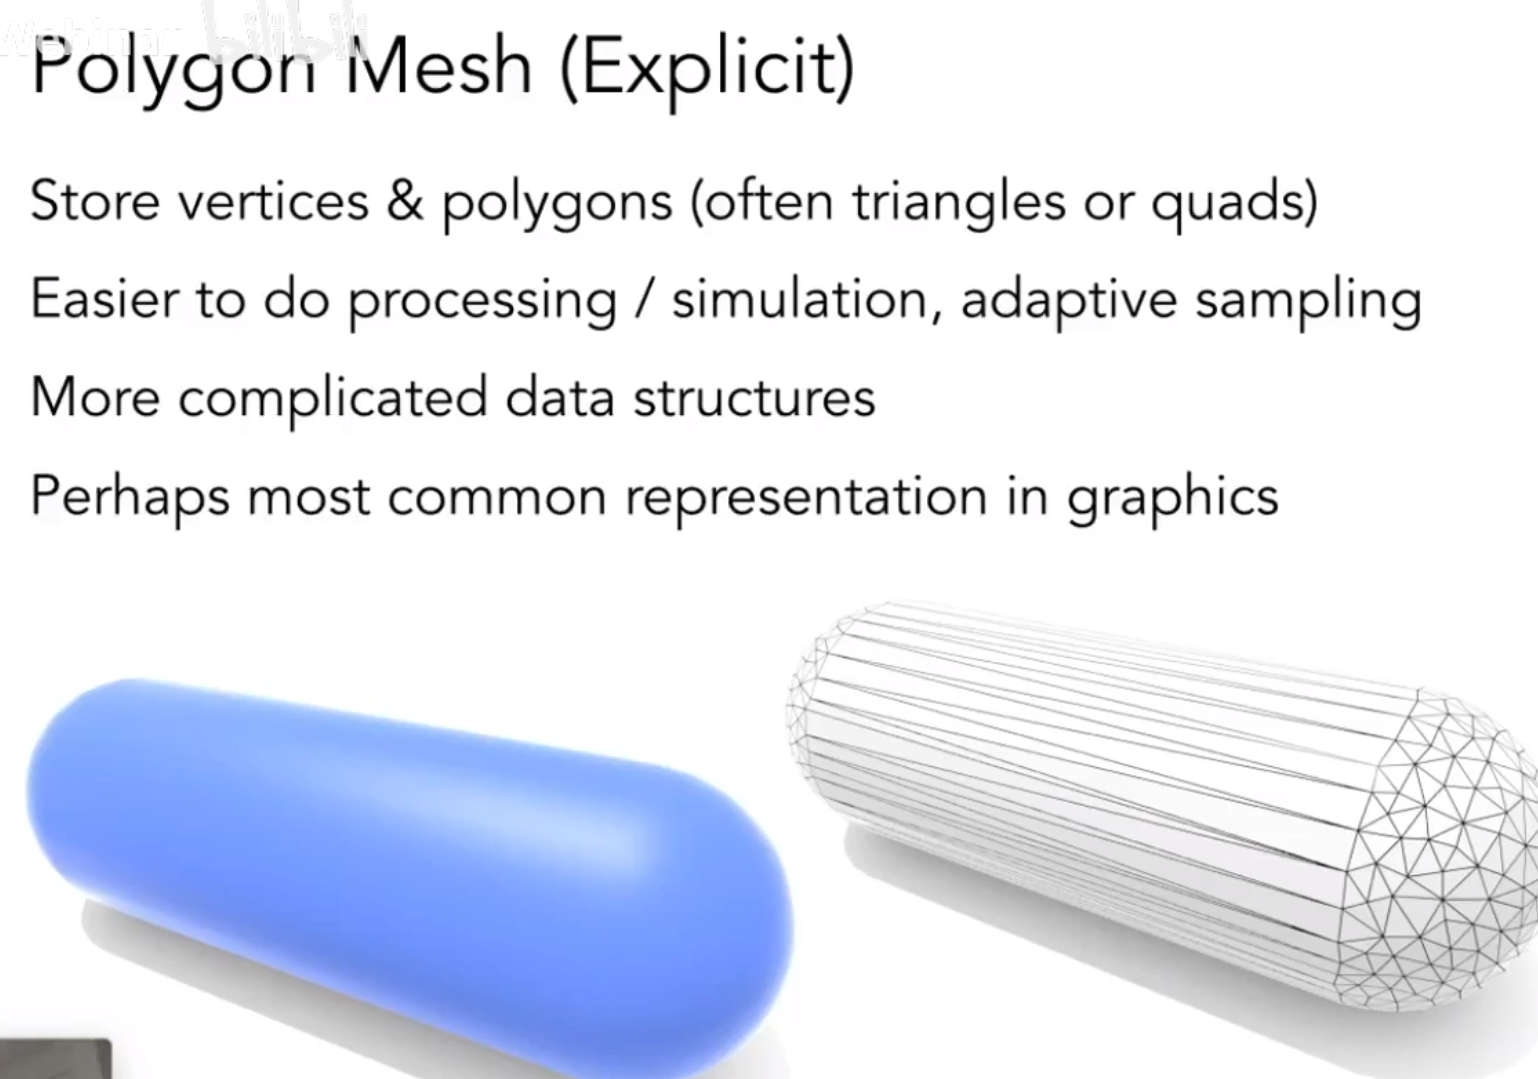 Webinar bilibili
Polygon Mesh (Explicit)
Store vertices & polygons (often triangles or quads)
Easier to do processing / simulation, adaptive sampling
More complicated data structures
Perhaps most common representation in graphics